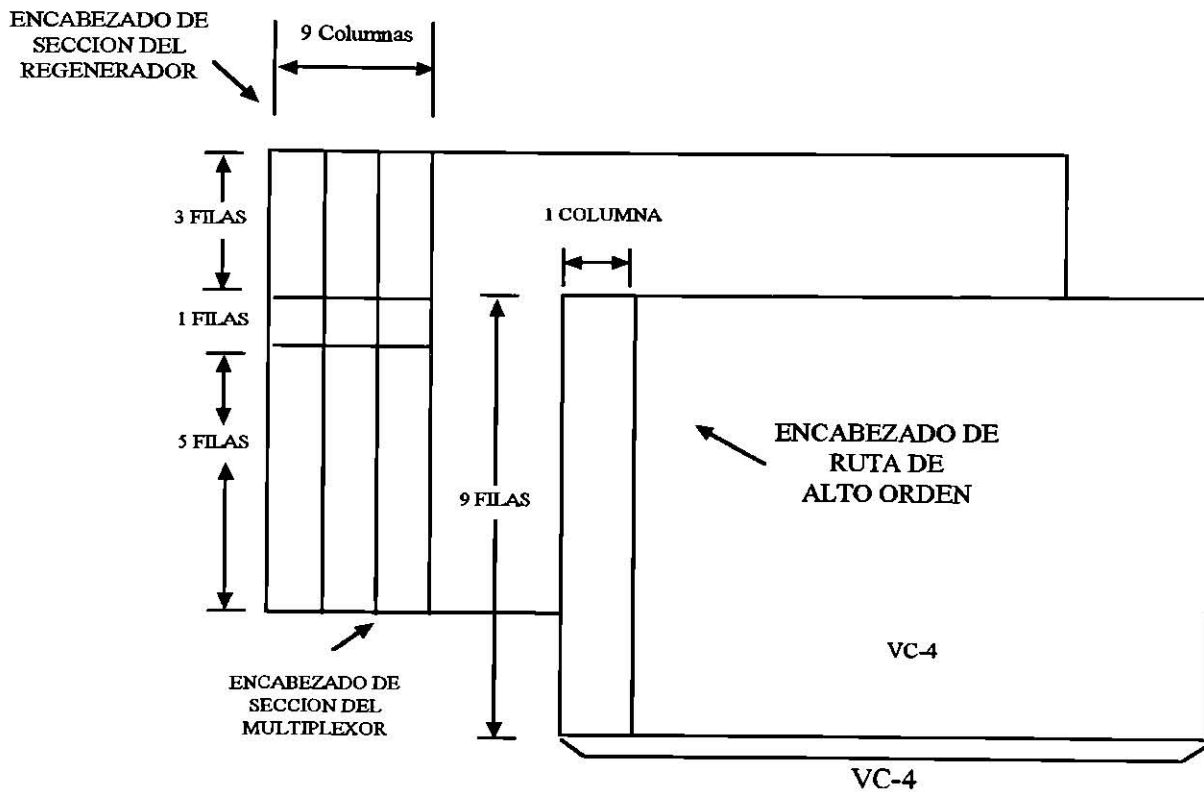 ENCABEZADO DE
SECCION DEL
REGENERADOR
9 Columnas
3 FILAS
1 COLUMNA
1 FILAS
5 FILAS
9 FILAS
ENCABEZADO DE
RUTA DE
ALTO ORDEN
ENCABEZADO DE
SECCION DEL
MULTIPLEXOR
VC-4
VC-4